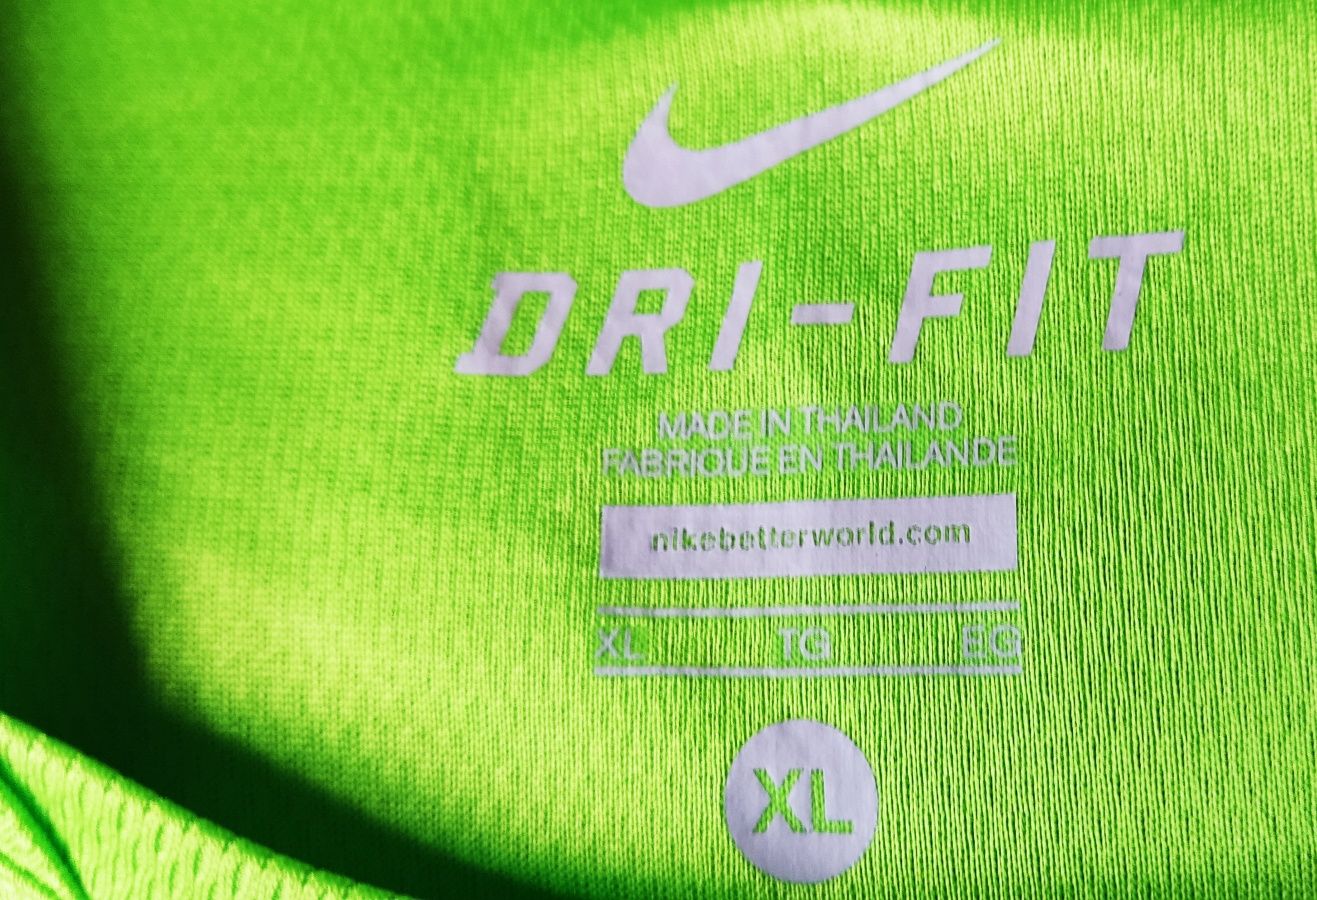 DRI-FIT
MADE IN THAILAND
FABRIQUE EN THAILANDE
nikebetterworld.com
XL TG EG
XL